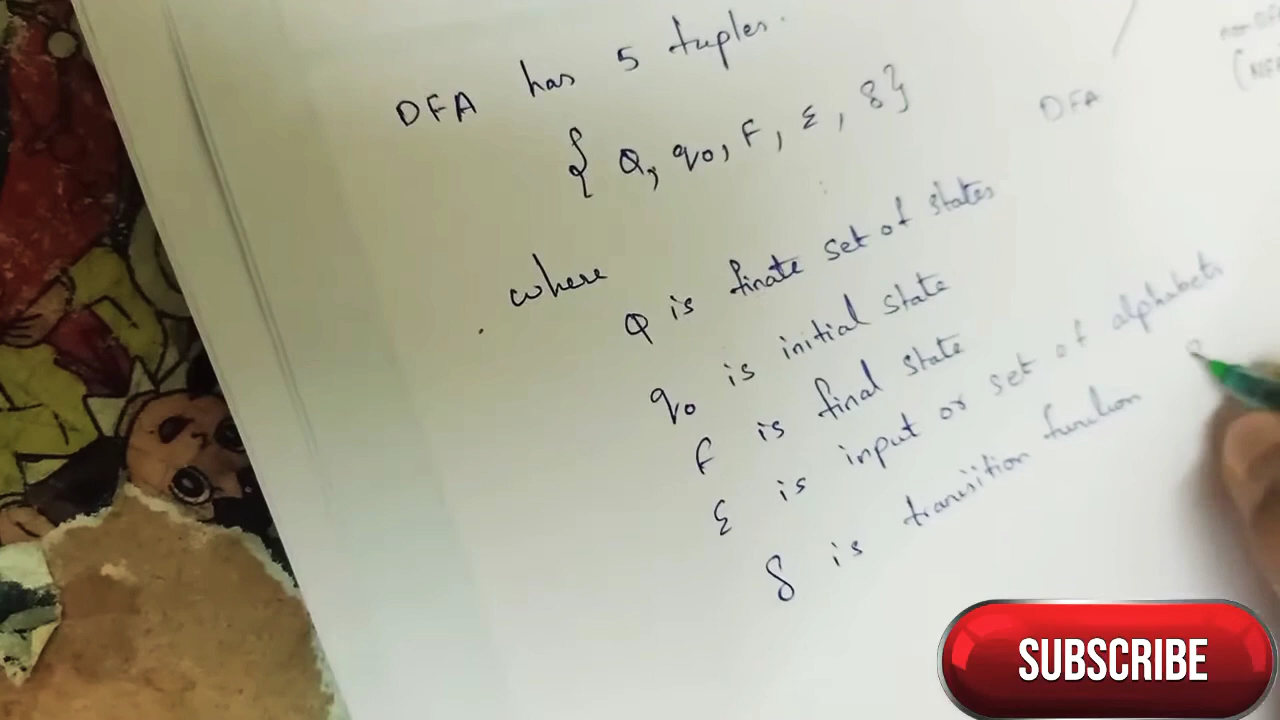 DFA has 5 tuples.
{ Q, q0, F, Σ, δ}
DFA
where
Q is finate set of states
q0 is initial state
F is final state
Σ is input or set of alphabets
δ is transition function
SUBSCRIBE